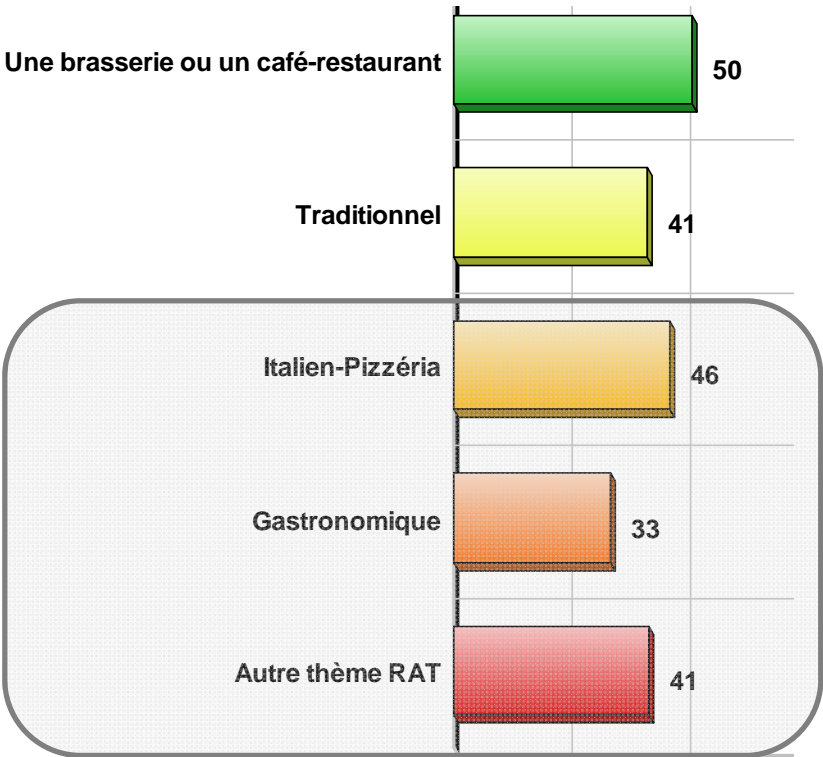 Une brasserie ou un café-restaurant 50
Traditionnel 41
Italien-Pizzéria 46
Gastronomique 33
Autre thème RAT 41